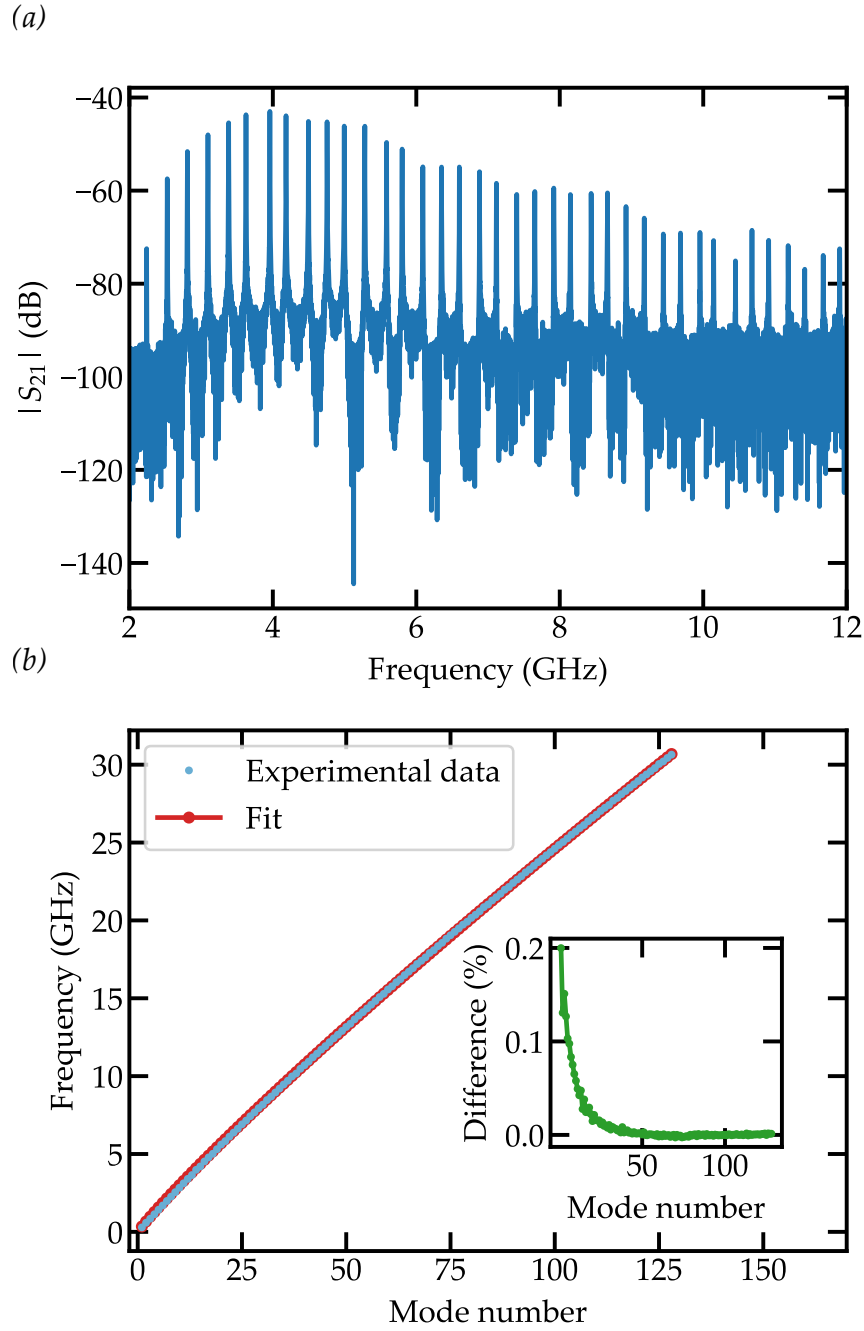 (a)
−40
−60
−80
−100
−120
−140
|S21| (dB)
2 4 6 8 10 12
Frequency (GHz)
(b)
30
25
20
15
10
5
0
Frequency (GHz)
Experimental data
Fit
0.2
0.1
0.0
Difference (%)
50 100
Mode number
0 25 50 75 100 125 150
Mode number